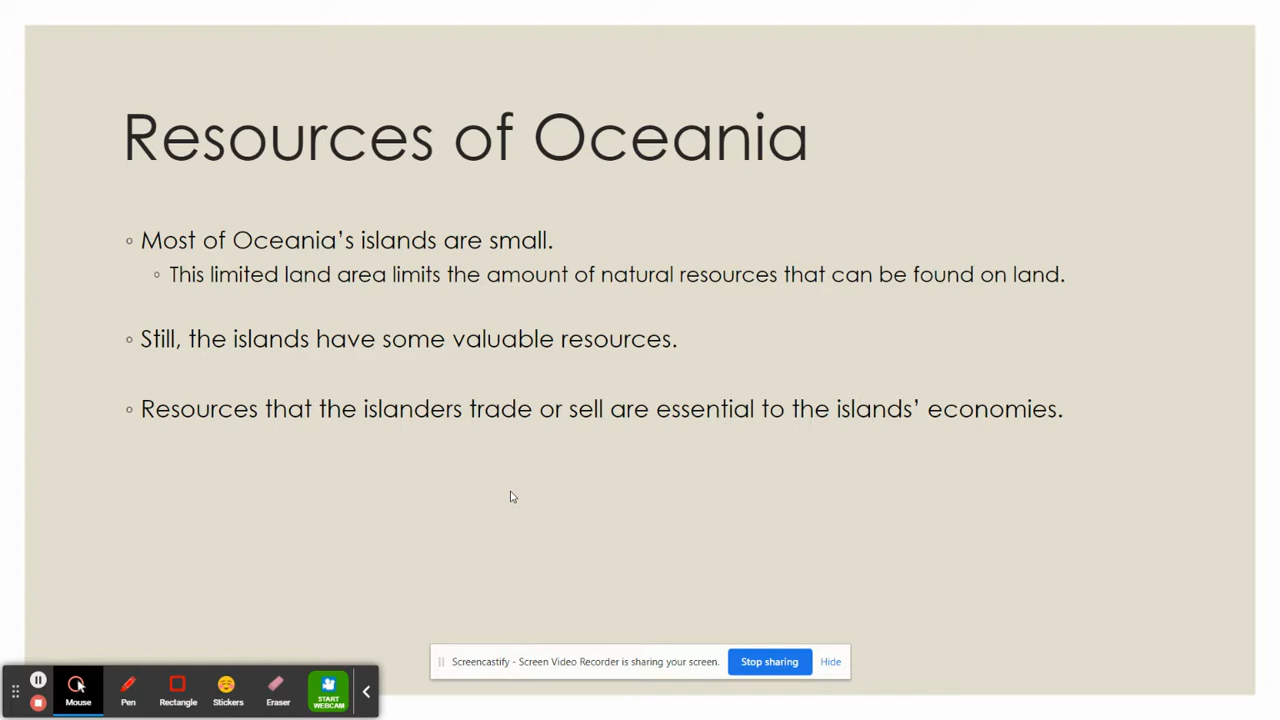 Resources of Oceania
◦ Most of Oceania’s islands are small.
◦ This limited land area limits the amount of natural resources that can be found on land.
◦ Still, the islands have some valuable resources.
◦ Resources that the islanders trade or sell are essential to the islands’ economies.
Screencastify - Screen Video Recorder is sharing your screen. Stop sharing Hide
Mouse Pen Rectangle Stickers Eraser START WEBCAM